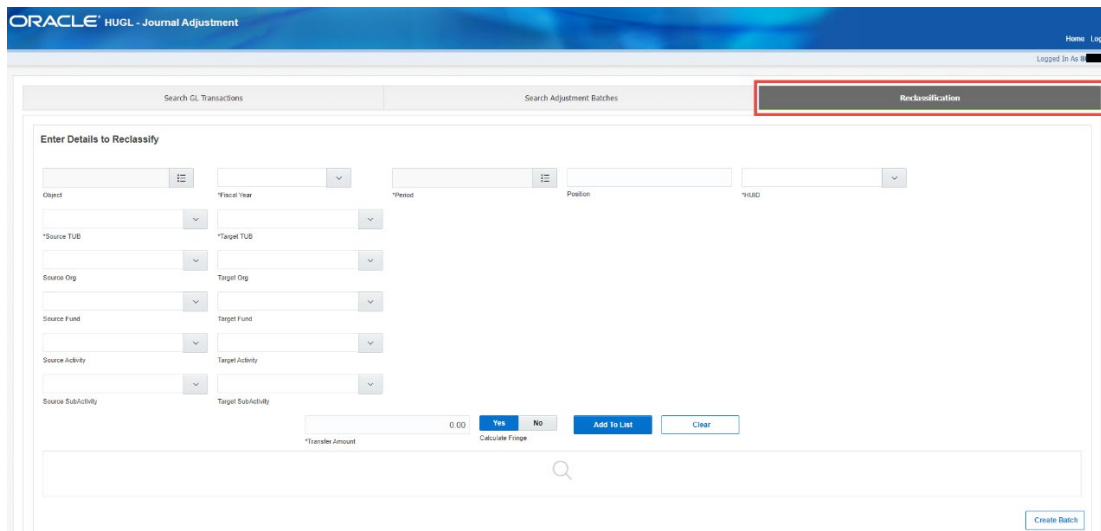 ORACLE HUGL - Journal Adjustment
Home Log
Logged In As 8
Search GL Transactions Search Adjustment Batches Reclassification
Enter Details to Reclassify
Object *Fiscal Year *Period Position *HUID
*Source TUB *Target TUB
Source Org Target Org
Source Fund Target Fund
Source Activity Target Activity
Source SubActivity Target SubActivity
0.00 Yes No Add To List Clear
*Transfer Amount Calculate Fringe
Create Batch